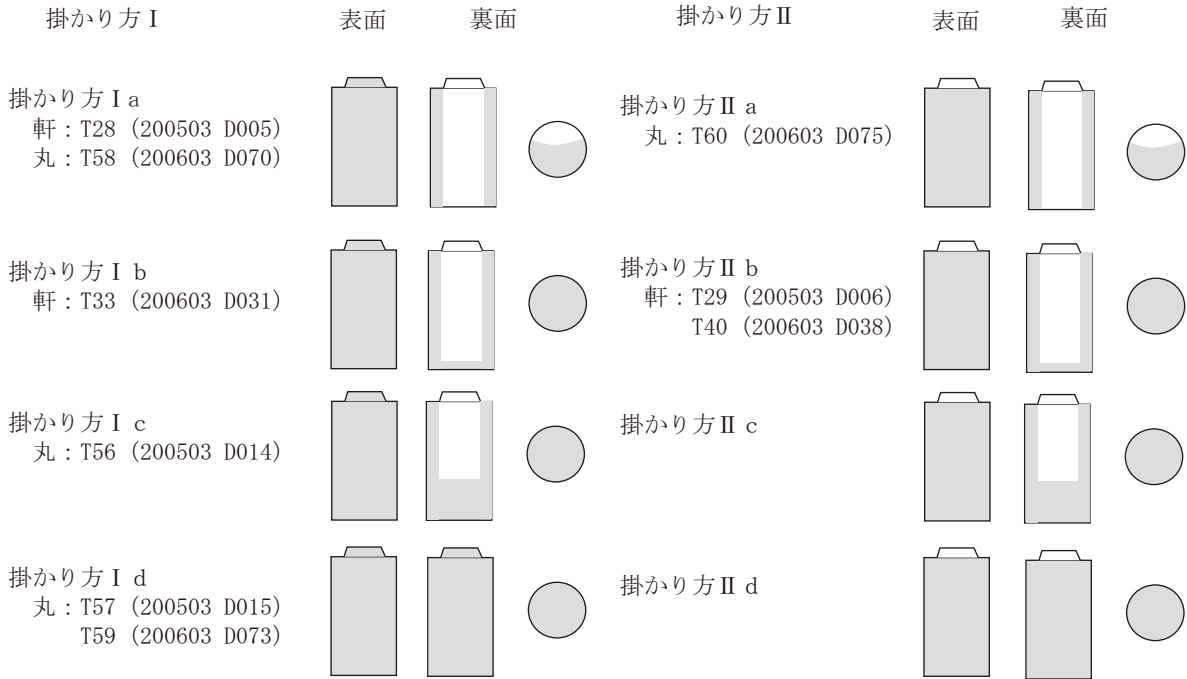 掛かり方Ⅰ
表面
裏面
掛かり方Ⅰa
軒：T28 (200503 D005)
丸：T58 (200603 D070)
掛かり方Ⅰb
軒：T33 (200603 D031)
掛かり方Ⅰc
丸：T56 (200503 D014)
掛かり方Ⅰd
丸：T57 (200503 D015)
T59 (200603 D073)
掛かり方Ⅱ
表面
裏面
掛かり方Ⅱa
丸：T60 (200603 D075)
掛かり方Ⅱb
軒：T29 (200503 D006)
T40 (200603 D038)
掛かり方Ⅱc
掛かり方Ⅱd